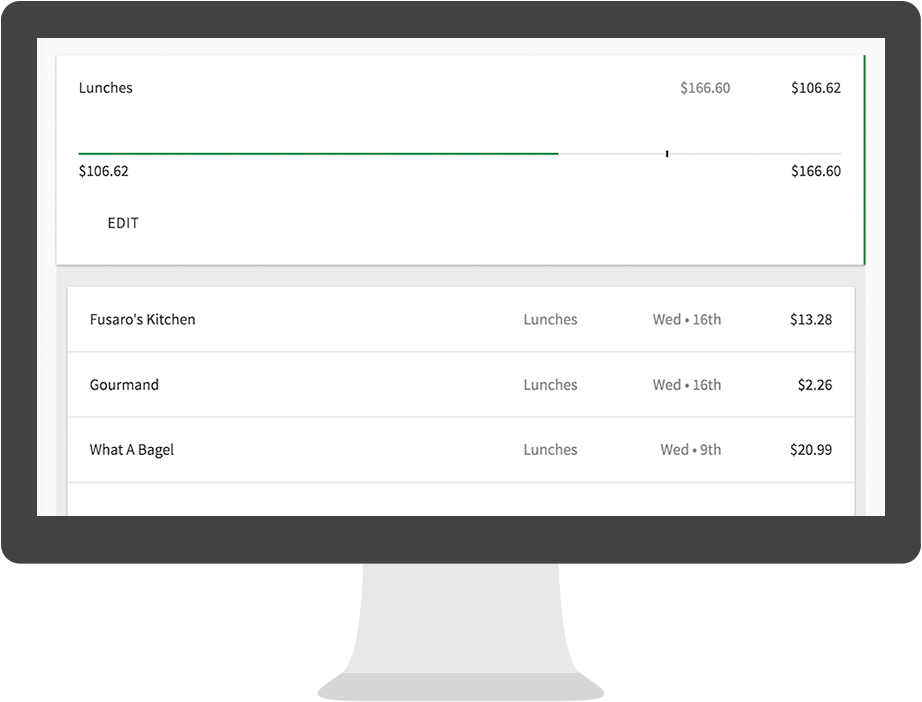 Lunches $166.60 $106.62
$106.62 $166.60
EDIT
Fusaro's Kitchen Lunches Wed • 16th $13.28
Gourmand Lunches Wed • 16th $2.26
What A Bagel Lunches Wed • 9th $20.99